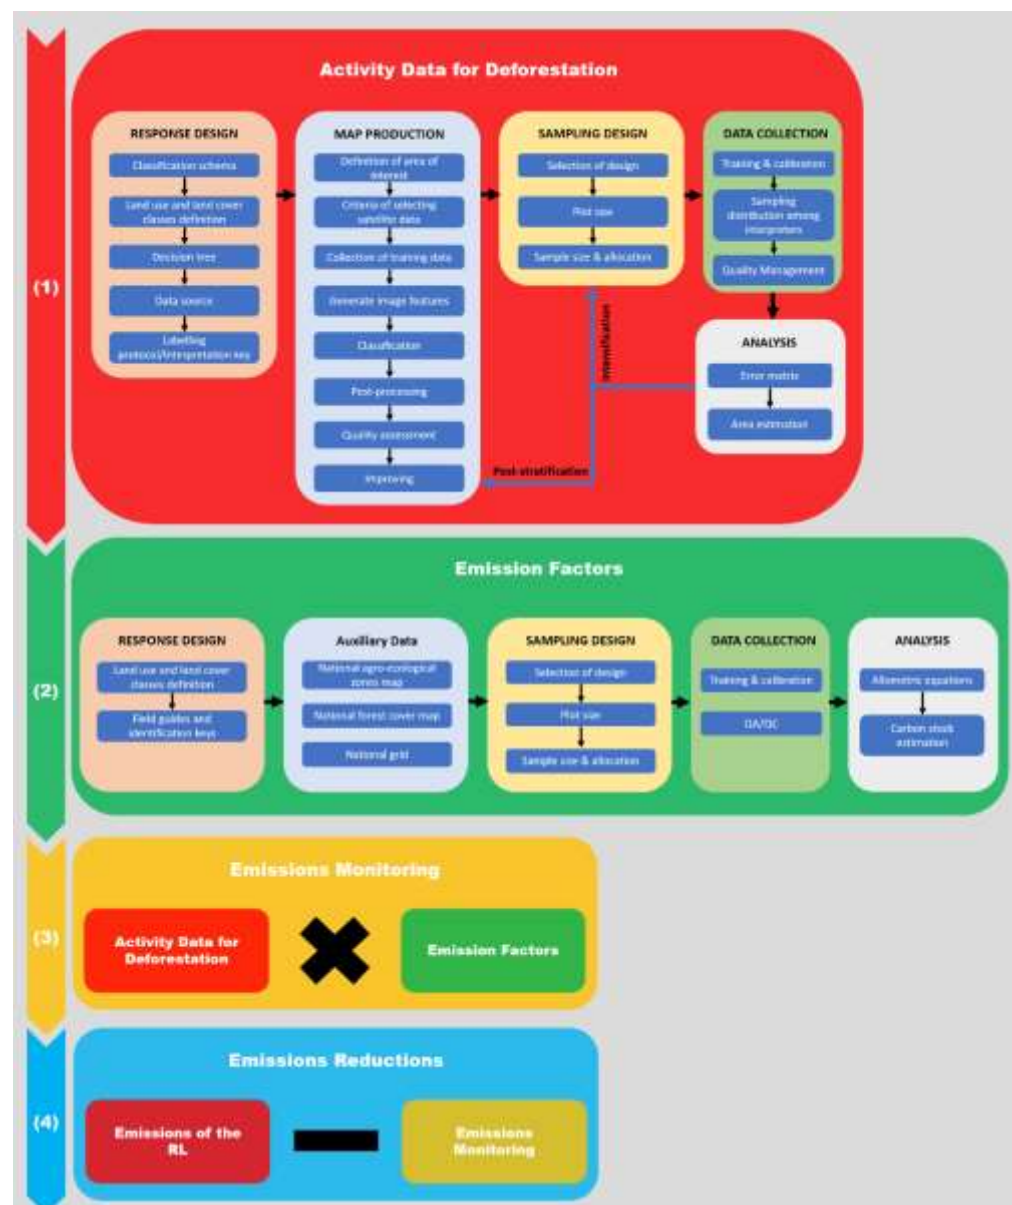 Activity Data for Deforestation
(1)
RESPONSE DESIGN
Classification schema
Land use and land cover
classes definition
Decision tree
Data source
Labelling
protocol/Interpretation key
MAP PRODUCTION
Definition of area of
interest
Criteria of selecting
satellite data
Collection of training data
Generate image features
Classification
Post-processing
Quality assessment
Improving
SAMPLING DESIGN
Selection of design
Plot size
Sample size & allocation
DATA COLLECTION
Training & calibration
Sampling
distribution among
interpreters
Quality Management
ANALYSIS
Error matrix
Area estimation
Intensification
Post-stratification
Emission Factors
(2)
RESPONSE DESIGN
Land use and land cover
classes definition
Field guides and
identification keys
Auxiliary Data
National agro-ecological
zones map
National forest cover map
National grid
SAMPLING DESIGN
Selection of design
Plot size
Sample size & allocation
DATA COLLECTION
Training & calibration
QA/QC
ANALYSIS
Allometric equations
Carbon stock
estimation
Emissions Monitoring
(3)
Activity Data for
Deforestation
Emission Factors
Emissions Reductions
(4)
Emissions of the
RL
Emissions
Monitoring